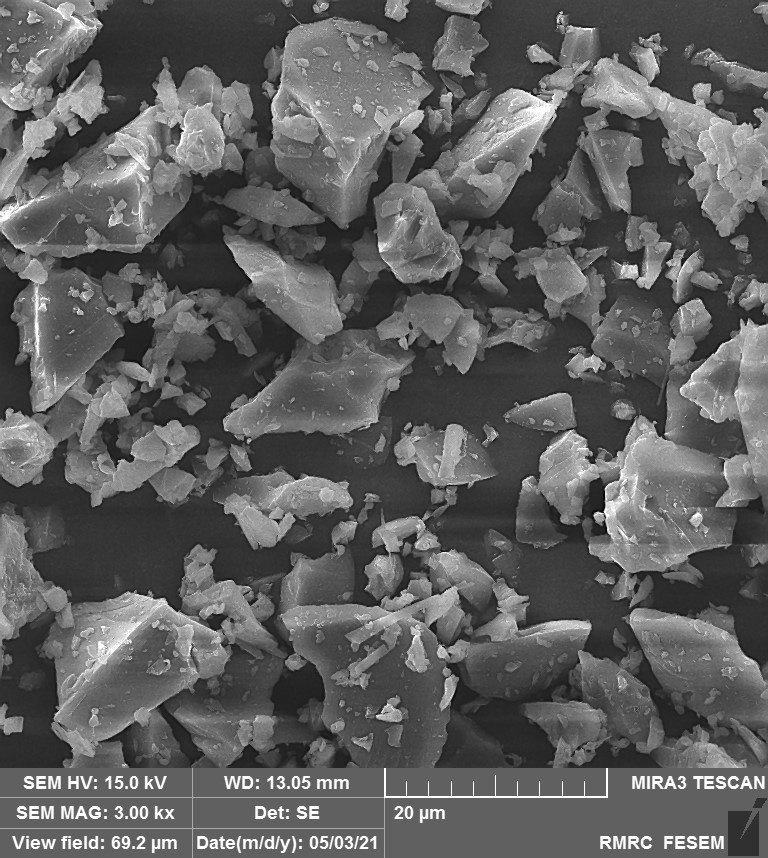 SEM HV: 15.0 kV WD: 13.05 mm MIRA3 TESCAN
SEM MAG: 3.00 kx Det: SE 20 µm
View field: 69.2 µm Date(m/d/y): 05/03/21 RMRC FESEM